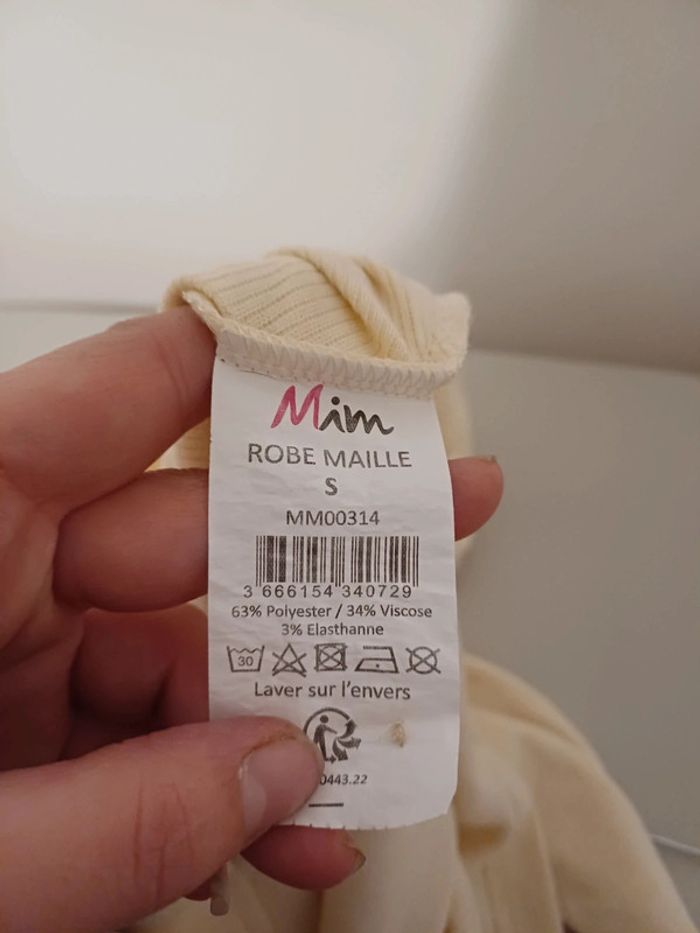 Mim
ROBE MAILLE
S
MM00314
3 666154 340729
63% Polyester / 34% Viscose
3% Elasthanne
30
Laver sur l'envers
0443.22